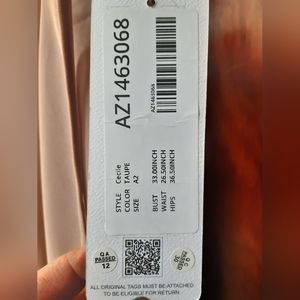 AZ1463068
AZ1463068
STYLE Cecile
COLOR TAUPE
SIZE A2
BUST 33.00INCH
WAIST 26.50INCH
HIPS 36.50INCH
QA
PASSED
12
ALL ORIGINAL TAGS MUST BE ATTACHED
TO BE ELIGIBLE FOR RETURN